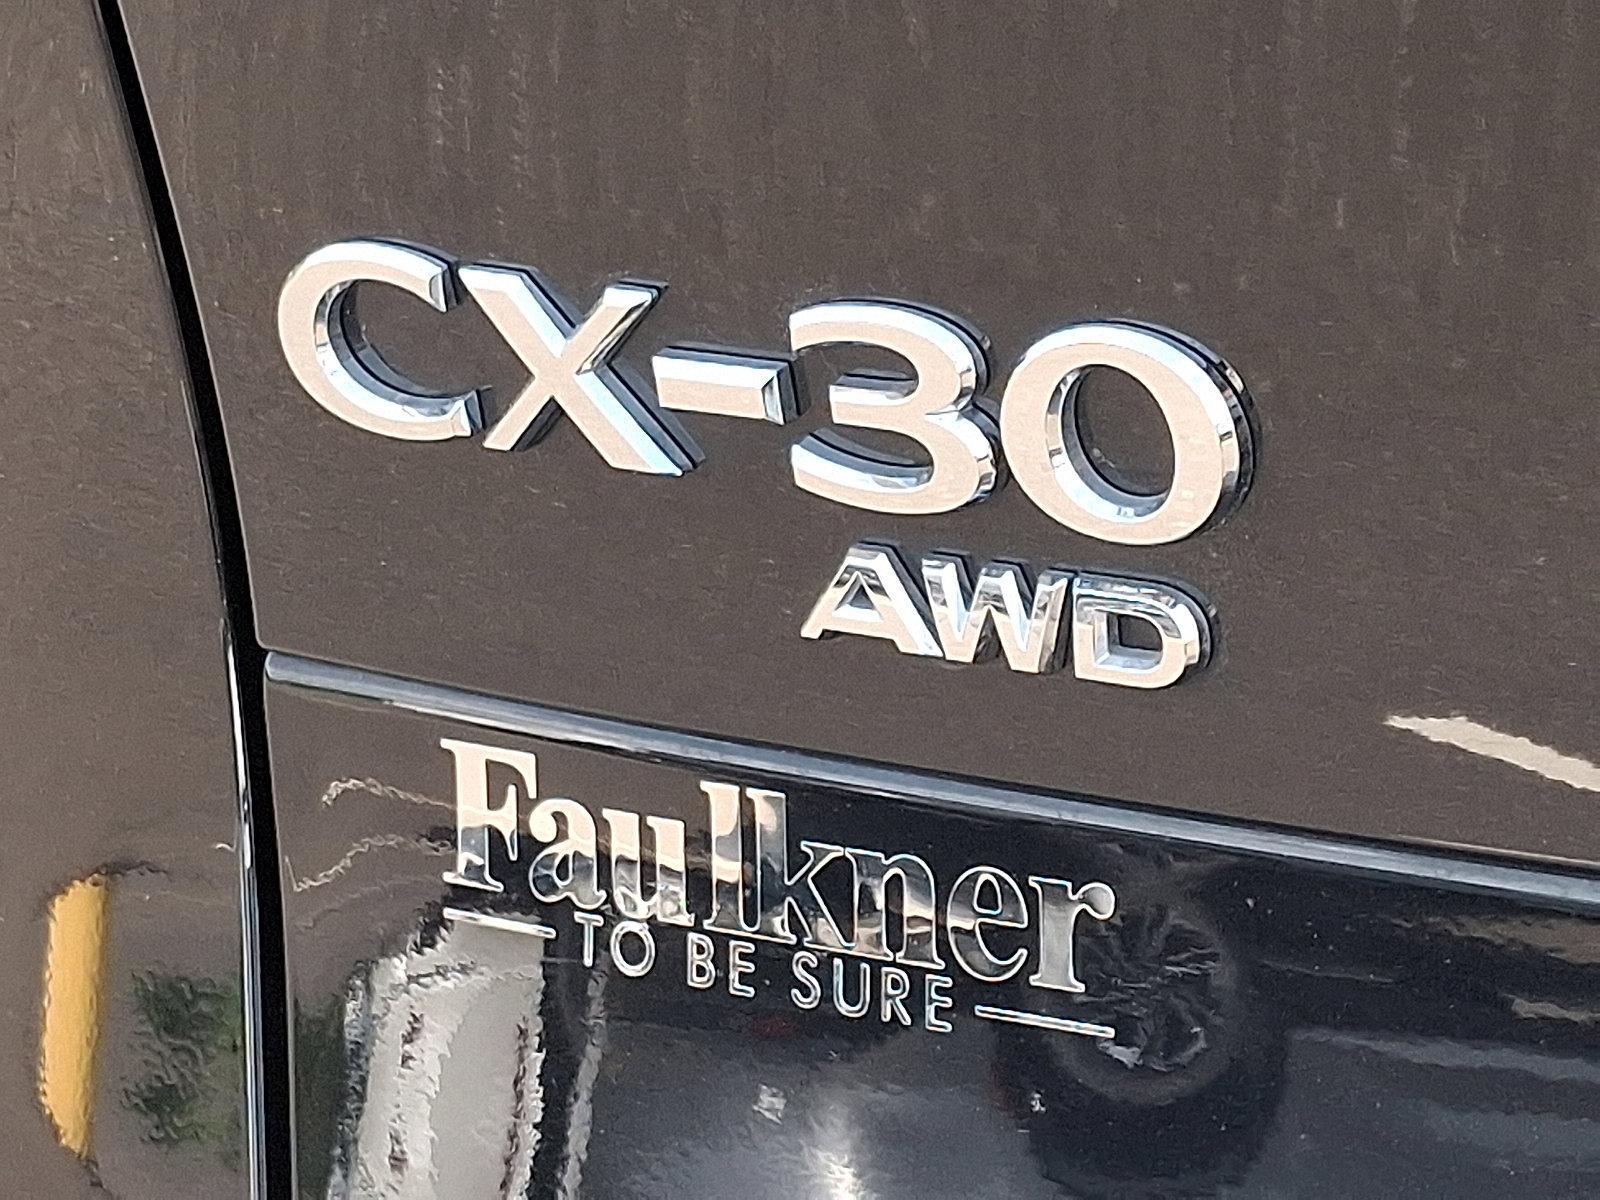 CX-30
AWD
Faulkner
TO BE SURE